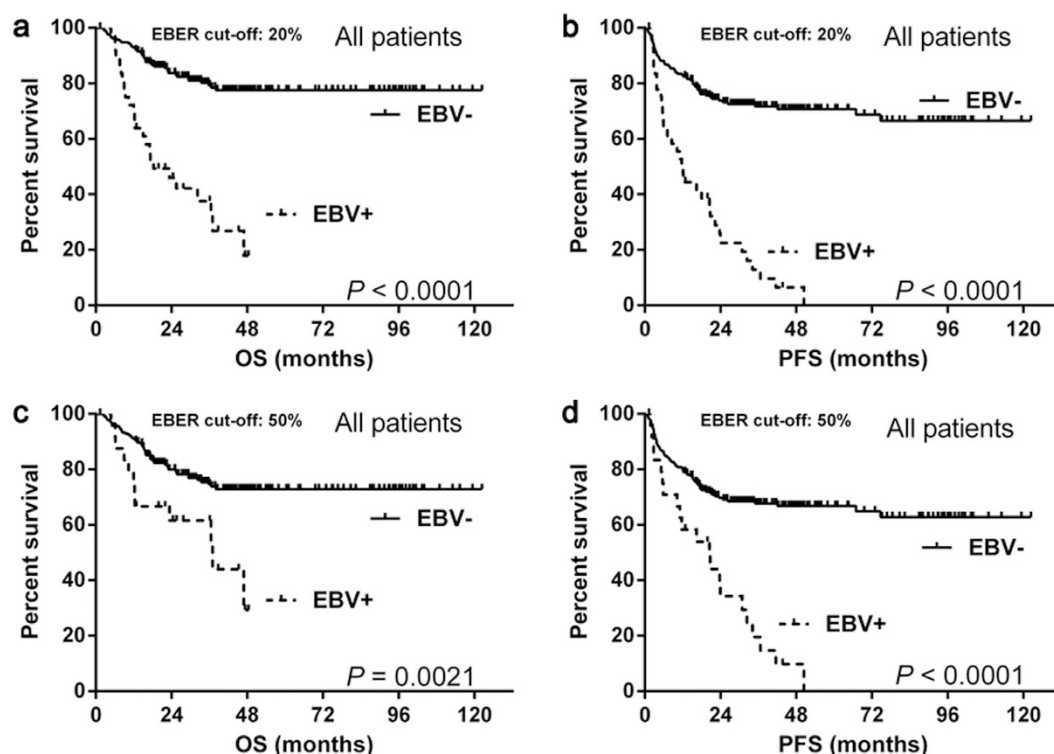 a
EBER cut-off: 20% All patients
Percent survival
100
80
60
40
20
0
EBV-
EBV+
P < 0.0001
0 24 48 72 96 120
OS (months)
b
EBER cut-off: 20% All patients
Percent survival
100
80
60
40
20
0
EBV-
EBV+
P < 0.0001
0 24 48 72 96 120
PFS (months)
c
EBER cut-off: 50% All patients
Percent survival
100
80
60
40
20
0
EBV-
EBV+
P = 0.0021
0 24 48 72 96 120
OS (months)
d
EBER cut-off: 50% All patients
Percent survival
100
80
60
40
20
0
EBV-
EBV+
P < 0.0001
0 24 48 72 96 120
PFS (months)